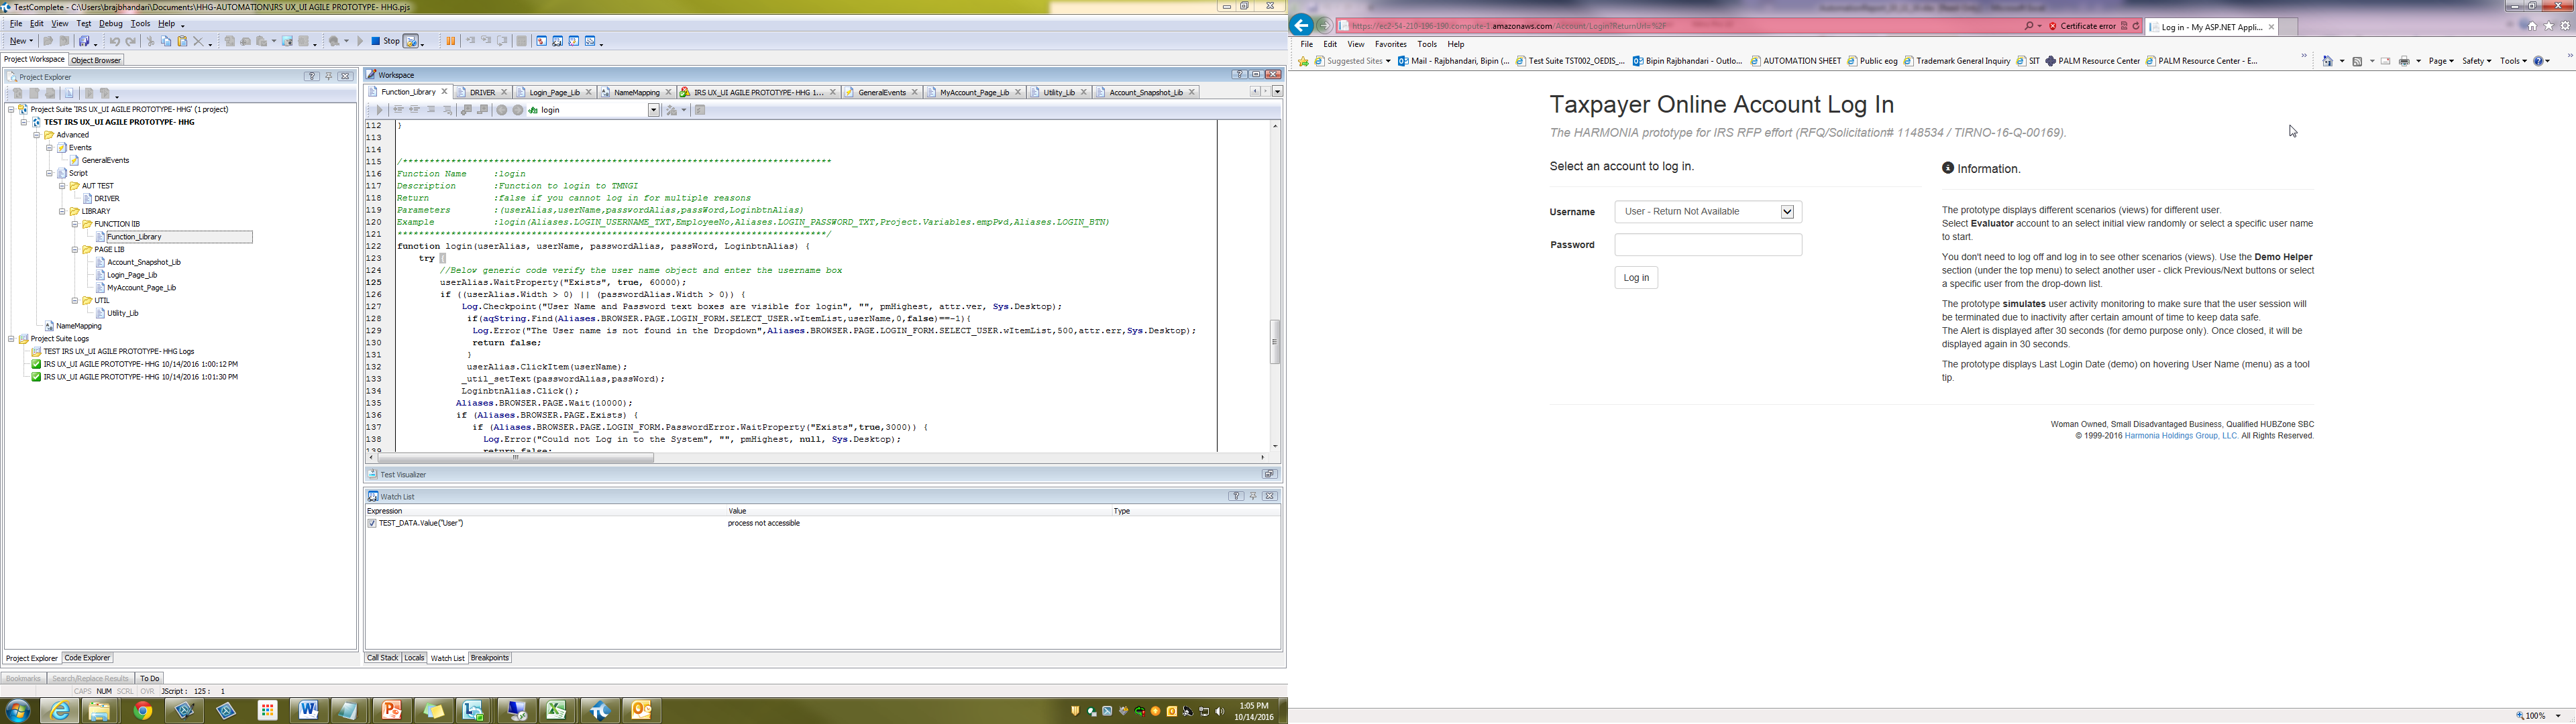 TestComplete - C:\Users\brajbhandari\Documents\HHG-AUTOMATION\IRS UX_UI AGILE PROTOTYPE- HHG.pjs
File Edit View Test Debug Tools Help
New Stop
Project Workspace Object Browser
Project Explorer
Project Suite 'IRS UX_UI AGILE PROTOTYPE- HHG' (1 project)
TEST IRS UX_UI AGILE PROTOTYPE- HHG
Advanced
Events
GeneralEvents
Script
AUT TEST
DRIVER
LIBRARY
FUNCTION lIB
Function_Library
PAGE LIB
Account_Snapshot_Lib
Login_Page_Lib
MyAccount_Page_Lib
UTIL
Utility_Lib
NameMapping
Project Suite Logs
TEST IRS UX_UI AGILE PROTOTYPE- HHG Logs
IRS UX_UI AGILE PROTOTYPE- HHG 10/14/2016 1:00:12 PM
IRS UX_UI AGILE PROTOTYPE- HHG 10/14/2016 1:01:30 PM
Project Explorer Code Explorer
Workspace
Function_Library DRIVER Login_Page_Lib NameMapping IRS UX_UI AGILE PROTOTYPE- HHG 1... GeneralEvents MyAccount_Page_Lib Utility_Lib Account_Snapshot_Lib
login
112 }
113
114
115 /********************************************************************************
116 Function Name :login
117 Description :Function to login to TMNGI
118 Return :false if you cannot log in for multiple reasons
119 Parameters :(userAlias,userName,passwordAlias,passWord,LoginbtnAlias)
120 Example :login(Aliases.LOGIN_USERNAME_TXT,EmployeeNo,Aliases.LOGIN_PASSWORD_TXT,Project.Variables.empPwd,Aliases.LOGIN_BTN)
121 ********************************************************************************/
122 function login(userAlias, userName, passwordAlias, passWord, LoginbtnAlias) {
123 try {
124 //Below generic code verify the user name object and enter the username box
125 userAlias.WaitProperty("Exists", true, 60000);
126 if ((userAlias.Width > 0) || (passwordAlias.Width > 0)) {
127 Log.Checkpoint("User Name and Password text boxes are visible for login", "", pmHighest, attr.ver, Sys.Desktop);
128 if(aqString.Find(Aliases.BROWSER.PAGE.LOGIN_FORM.SELECT_USER.wItemList,userName,0,false)==-1){
129 Log.Error("The User name is not found in the Dropdown",Aliases.BROWSER.PAGE.LOGIN_FORM.SELECT_USER.wItemList,500,attr.err,Sys.Desktop);
130 return false;
131 }
132 userAlias.ClickItem(userName);
133 _util_setText(passwordAlias,passWord);
134 LoginbtnAlias.Click();
135 Aliases.BROWSER.PAGE.Wait(10000);
136 if (Aliases.BROWSER.PAGE.Exists) {
137 if (Aliases.BROWSER.PAGE.LOGIN_FORM.PasswordError.WaitProperty("Exists",true,3000)) {
138 Log.Error("Could not Log in to the System", "", pmHighest, null, Sys.Desktop);
139 return false;
Test Visualizer
Watch List
Expression Value Type
TEST_DATA.Value("User") process not accessible
Call Stack Locals Watch List Breakpoints
Bookmarks Search/Replace Results To Do
CAPS NUM SCRL OVR JScript : 125 : 1
1:05 PM
10/14/2016
https://ec2-54-210-196-190.compute-1.amazonaws.com/Account/Login?ReturnUrl=%2F Certificate error Log in - My ASP.NET Appli...
File Edit View Favorites Tools Help
Suggested Sites Mail - Rajbhandari, Bipin (... Test Suite TST002_OEDIS_... Bipin Rajbhandari - Outlo... AUTOMATION SHEET Public eog Trademark General Inquiry SIT PALM Resource Center PALM Resource Center - E... Page Safety Tools
Taxpayer Online Account Log In
The HARMONIA prototype for IRS RFP effort (RFQ/Solicitation# 1148534 / TIRNO-16-Q-00169).
Select an account to log in.
Username User - Return Not Available
Password
Log in
Information.
The prototype displays different scenarios (views) for different user.
Select Evaluator account to an select initial view randomly or select a specific user name
to start.
You don't need to log off and log in to see other scenarios (views). Use the Demo Helper
section (under the top menu) to select another user - click Previous/Next buttons or select
a specific user from the drop-down list.
The prototype simulates user activity monitoring to make sure that the user session will
be terminated due to inactivity after certain amount of time to keep data safe.
The Alert is displayed after 30 seconds (for demo purpose only). Once closed, it will be
displayed again in 30 seconds.
The prototype displays Last Login Date (demo) on hovering User Name (menu) as a tool
tip.
Woman Owned, Small Disadvantaged Business, Qualified HUBZone SBC
© 1999-2016 Harmonia Holdings Group, LLC. All Rights Reserved.
100%